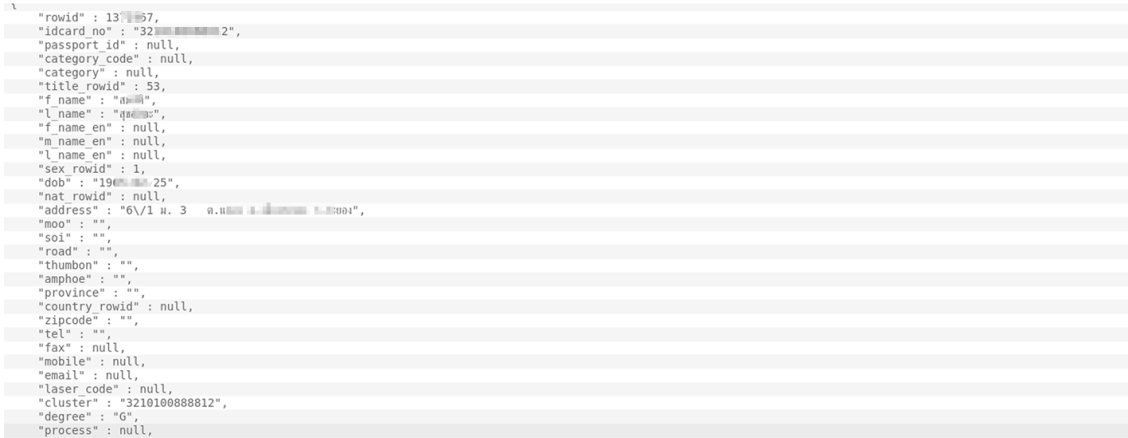 {
"rowid" :
"idcard_no" :
"passport_id" : null,
"category_code" : null,
"category" : null,
"title_rowid" : 53,
"f_name" :
"l_name" :
"f_name_en" : null,
"m_name_en" : null,
"l_name_en" : null,
"sex_rowid" : 1,
"dob" :
"nat_rowid" : null,
"address" : "6\/1 ม. 3
"moo" : "",
"soi" : "",
"road" : "",
"thumbon" : "",
"amphoe" : "",
"province" : "",
"country_rowid" : null,
"zipcode" : "",
"tel" : "",
"fax" : null,
"mobile" : null,
"email" : null,
"laser_code" : null,
"cluster" : "3210100888812",
"degree" : "G",
"process" : null,